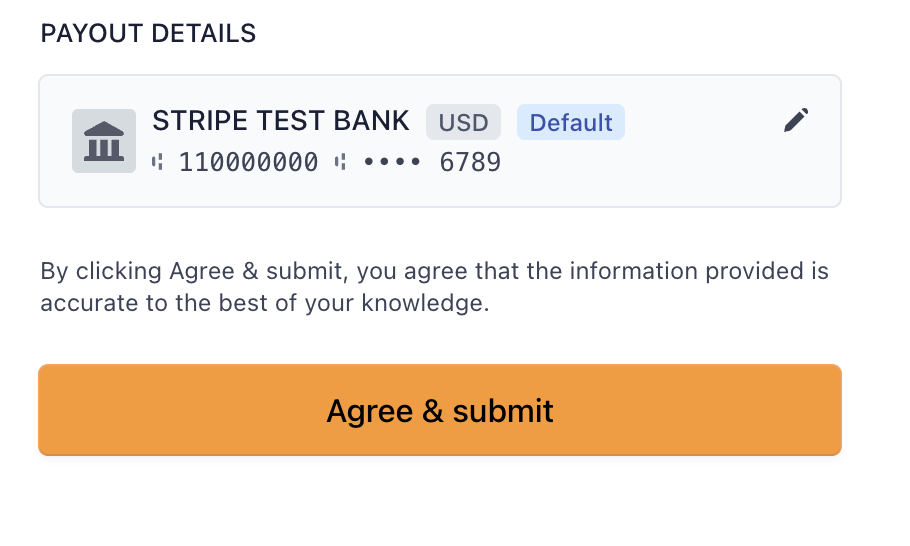 PAYOUT DETAILS
STRIPE TEST BANK USD Default
⑆ 110000000 ⑆ •••• 6789
By clicking Agree & submit, you agree that the information provided is
accurate to the best of your knowledge.
Agree & submit